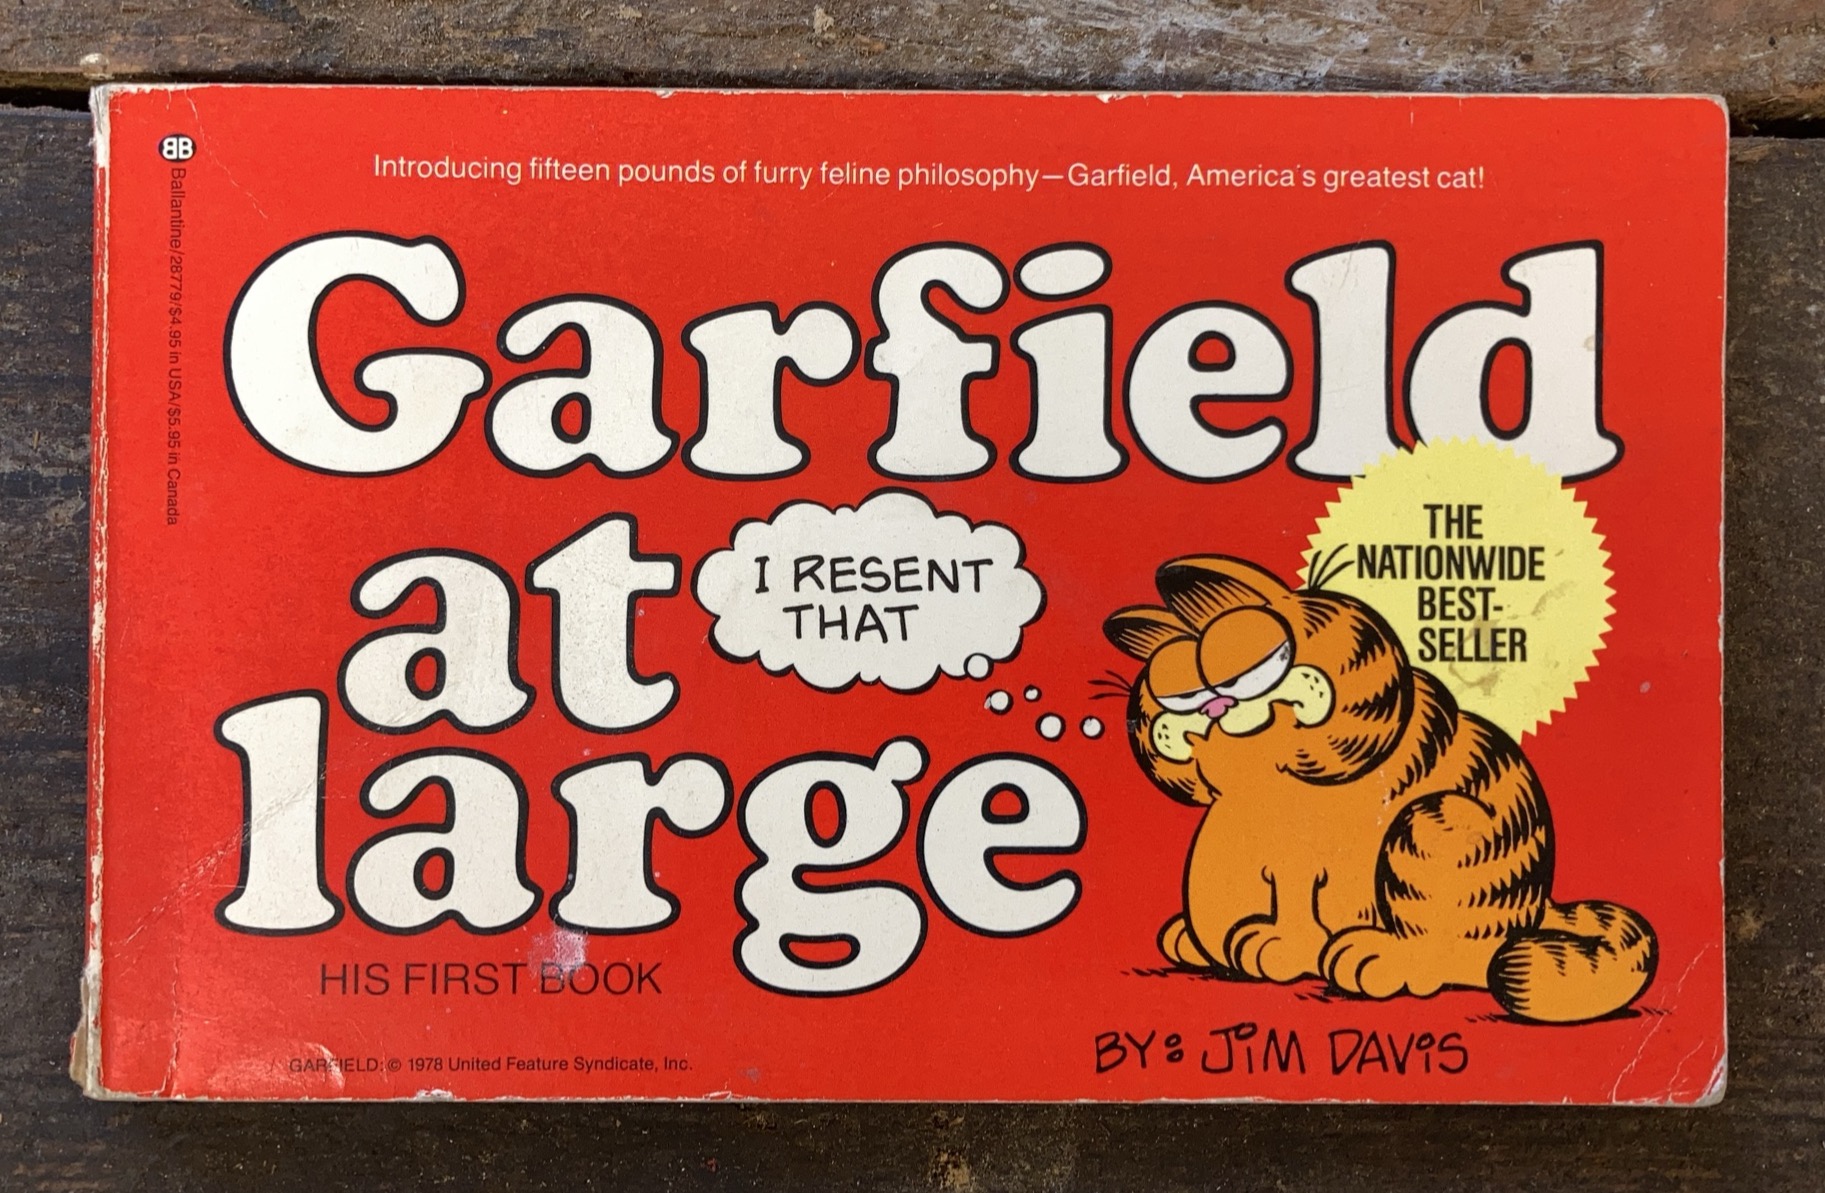 BB
Ballantine/28779/$4.95 in USA/$5.95 in Canada
Introducing fifteen pounds of furry feline philosophy—Garfield, America's greatest cat!
Garfield
at
large
I RESENT
THAT
THE
NATIONWIDE
BEST-
SELLER
HIS FIRST BOOK
GARFIELD: © 1978 United Feature Syndicate, Inc.
BY: JIM DAVIS